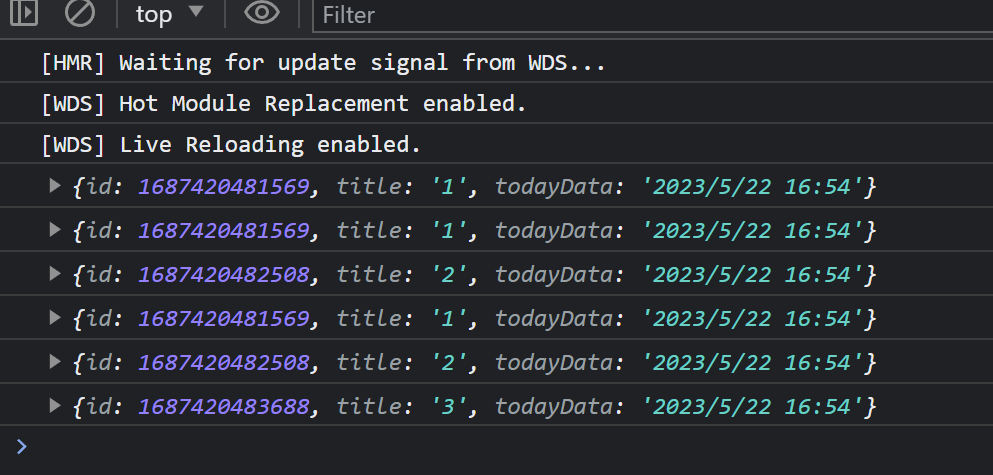 top Filter
[HMR] Waiting for update signal from WDS...
[WDS] Hot Module Replacement enabled.
[WDS] Live Reloading enabled.
{id: 1687420481569, title: '1', todayData: '2023/5/22 16:54'}
{id: 1687420481569, title: '1', todayData: '2023/5/22 16:54'}
{id: 1687420482508, title: '2', todayData: '2023/5/22 16:54'}
{id: 1687420481569, title: '1', todayData: '2023/5/22 16:54'}
{id: 1687420482508, title: '2', todayData: '2023/5/22 16:54'}
{id: 1687420483688, title: '3', todayData: '2023/5/22 16:54'}